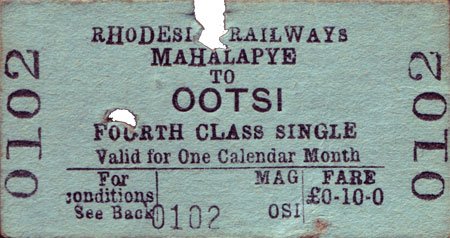 RHODESI RAILWAYS
MAHALAPYE
TO
OOTSI
FOURTH CLASS SINGLE
Valid for One Calendar Month
For conditions See Back
0102
MAG
OSI
FARE
£0-10-0
0102
0102